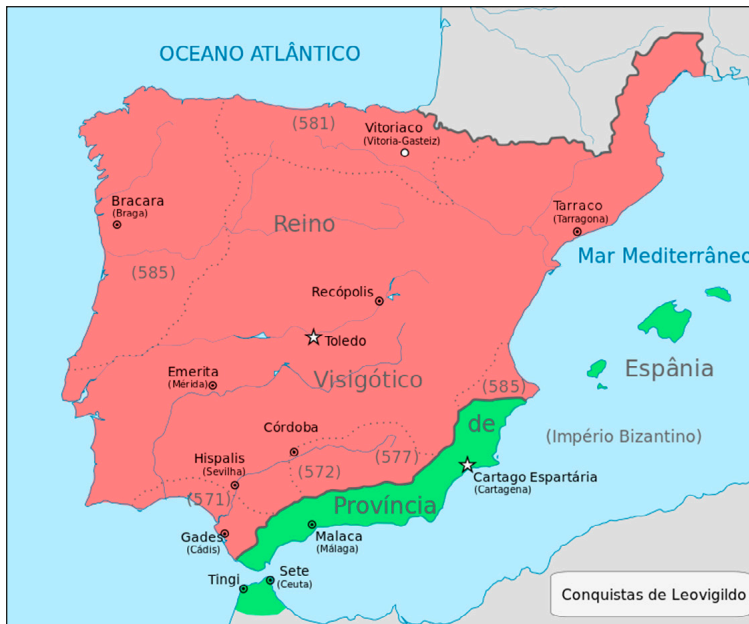 OCEANO ATLÂNTICO
(581)
Vitoriaco
(Vitoria-Gasteiz)
Bracara
(Braga)
Reino
Tarraco
(Tarragona)
Mar Mediterrâneo
(585)
Recópolis
Toledo
Emerita
(Mérida)
Visigótico
Espânia
(585)
de
(Império Bizantino)
Córdoba
Hispalis
(Sevilha)
(572)
(577)
Cartago Espartária
(Cartagena)
(571)
Província
Gades
(Cádis)
Malaca
(Málaga)
Tingi
Sete
(Ceuta)
Conquistas de Leovigildo